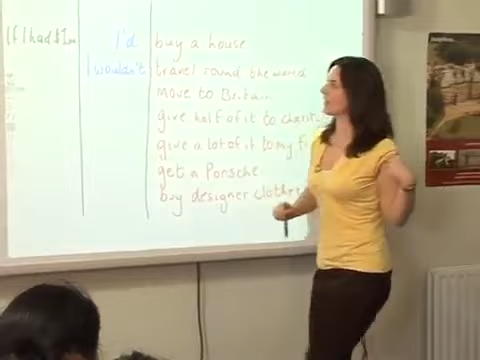 If I had $1m I'd buy a house
I wouldn't travel round the world
move to Britain
give half of it to charit
give a lot of it to my f
get a Porsche
buy designer clothes